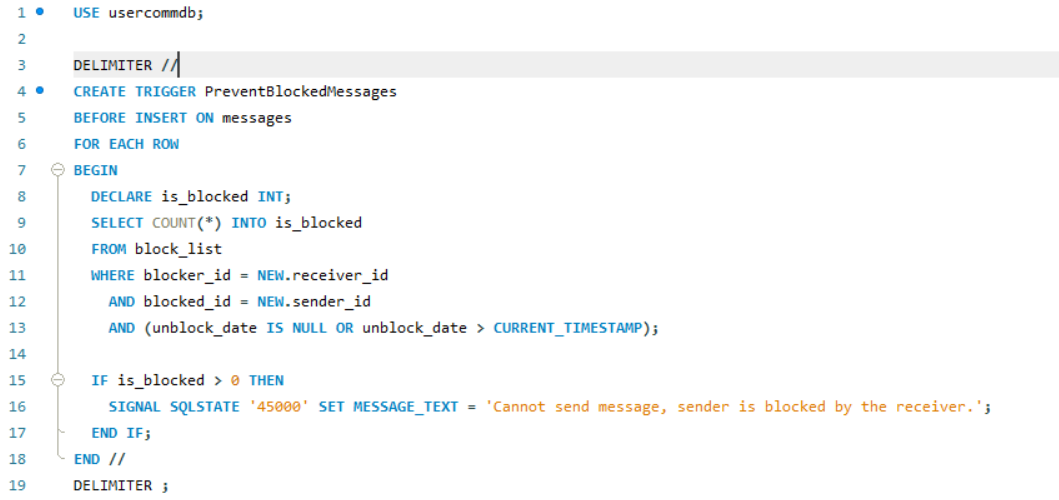 1 USE usercommdb;
2
3 DELIMITER //
4 CREATE TRIGGER PreventBlockedMessages
5 BEFORE INSERT ON messages
6 FOR EACH ROW
7 BEGIN
8 DECLARE is_blocked INT;
9 SELECT COUNT(*) INTO is_blocked
10 FROM block_list
11 WHERE blocker_id = NEW.receiver_id
12 AND blocked_id = NEW.sender_id
13 AND (unblock_date IS NULL OR unblock_date > CURRENT_TIMESTAMP);
14
15 IF is_blocked > 0 THEN
16 SIGNAL SQLSTATE '45000' SET MESSAGE_TEXT = 'Cannot send message, sender is blocked by the receiver.';
17 END IF;
18 END //
19 DELIMITER ;